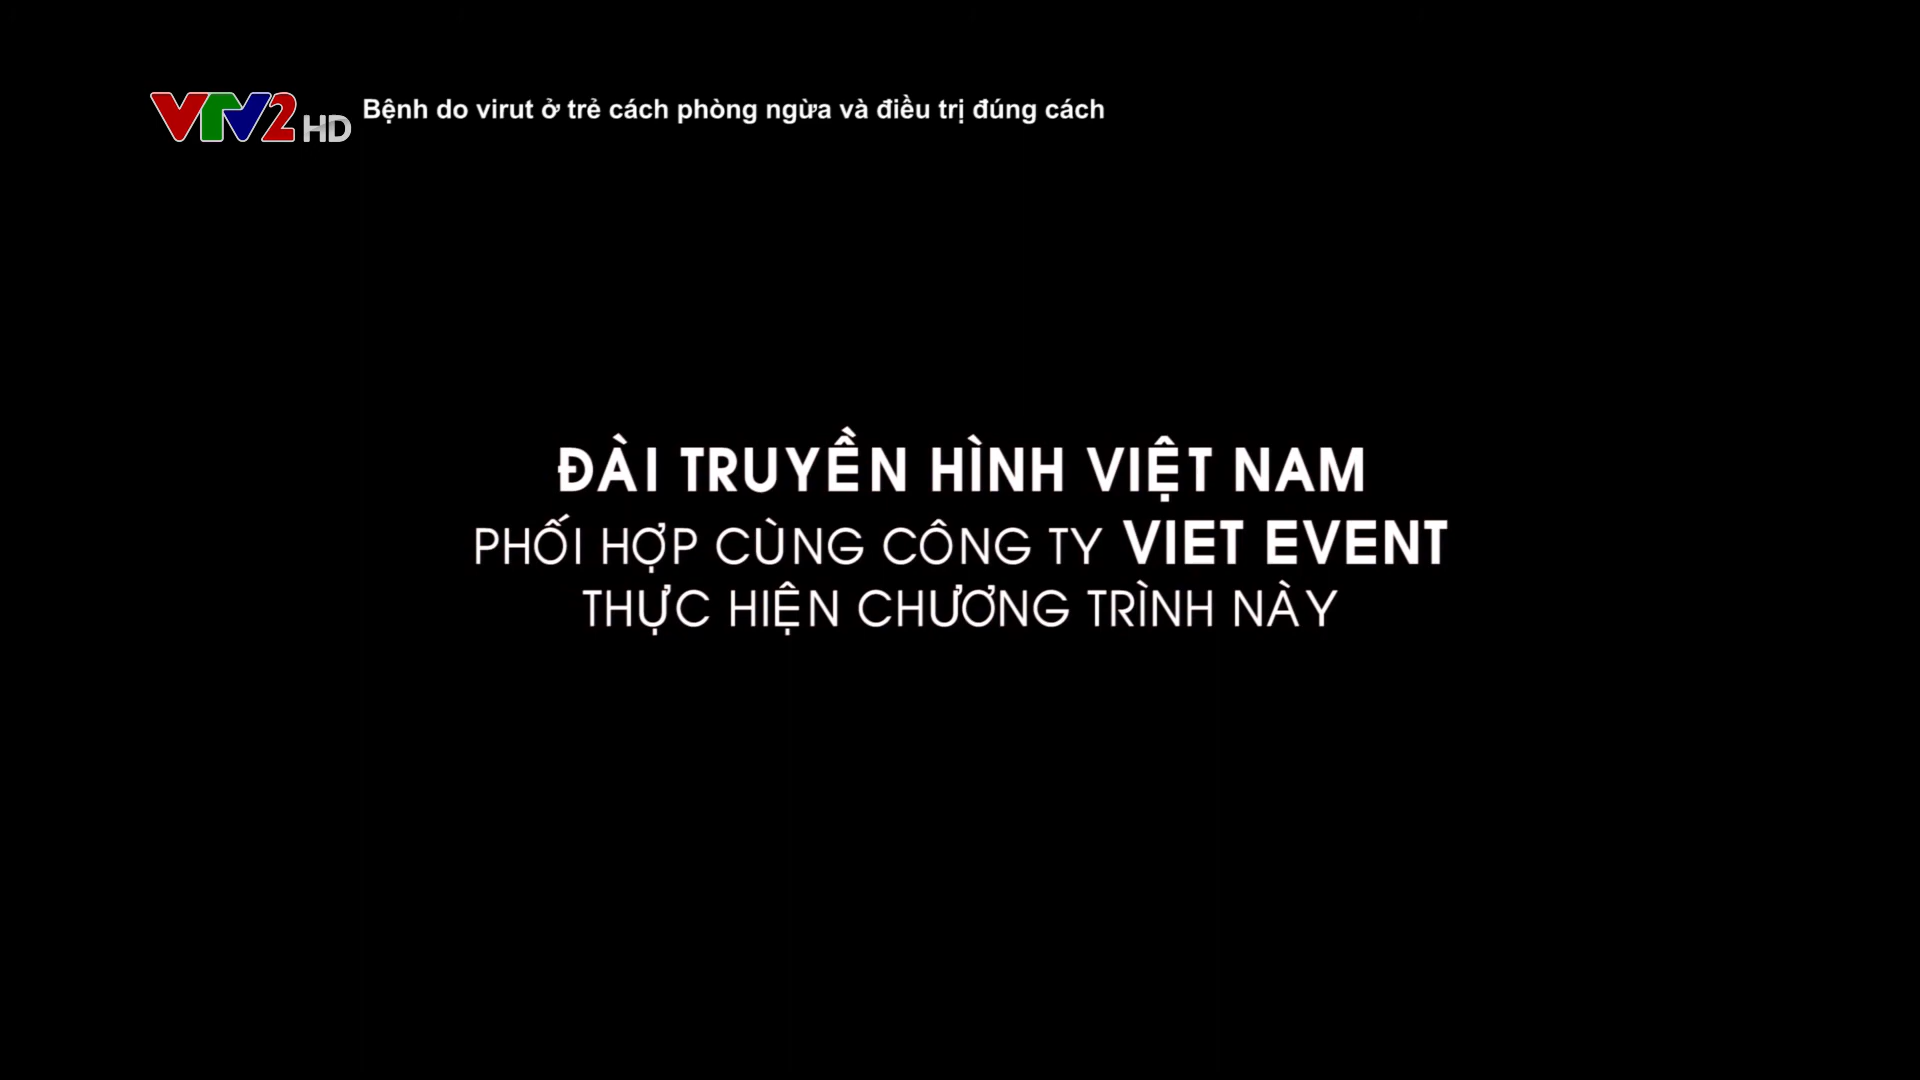 VTV2 HD Bệnh do virut ở trẻ cách phòng ngừa và điều trị đúng cách
ĐÀI TRUYỀN HÌNH VIỆT NAM
PHỐI HỢP CÙNG CÔNG TY VIET EVENT
THỰC HIỆN CHƯƠNG TRÌNH NÀY